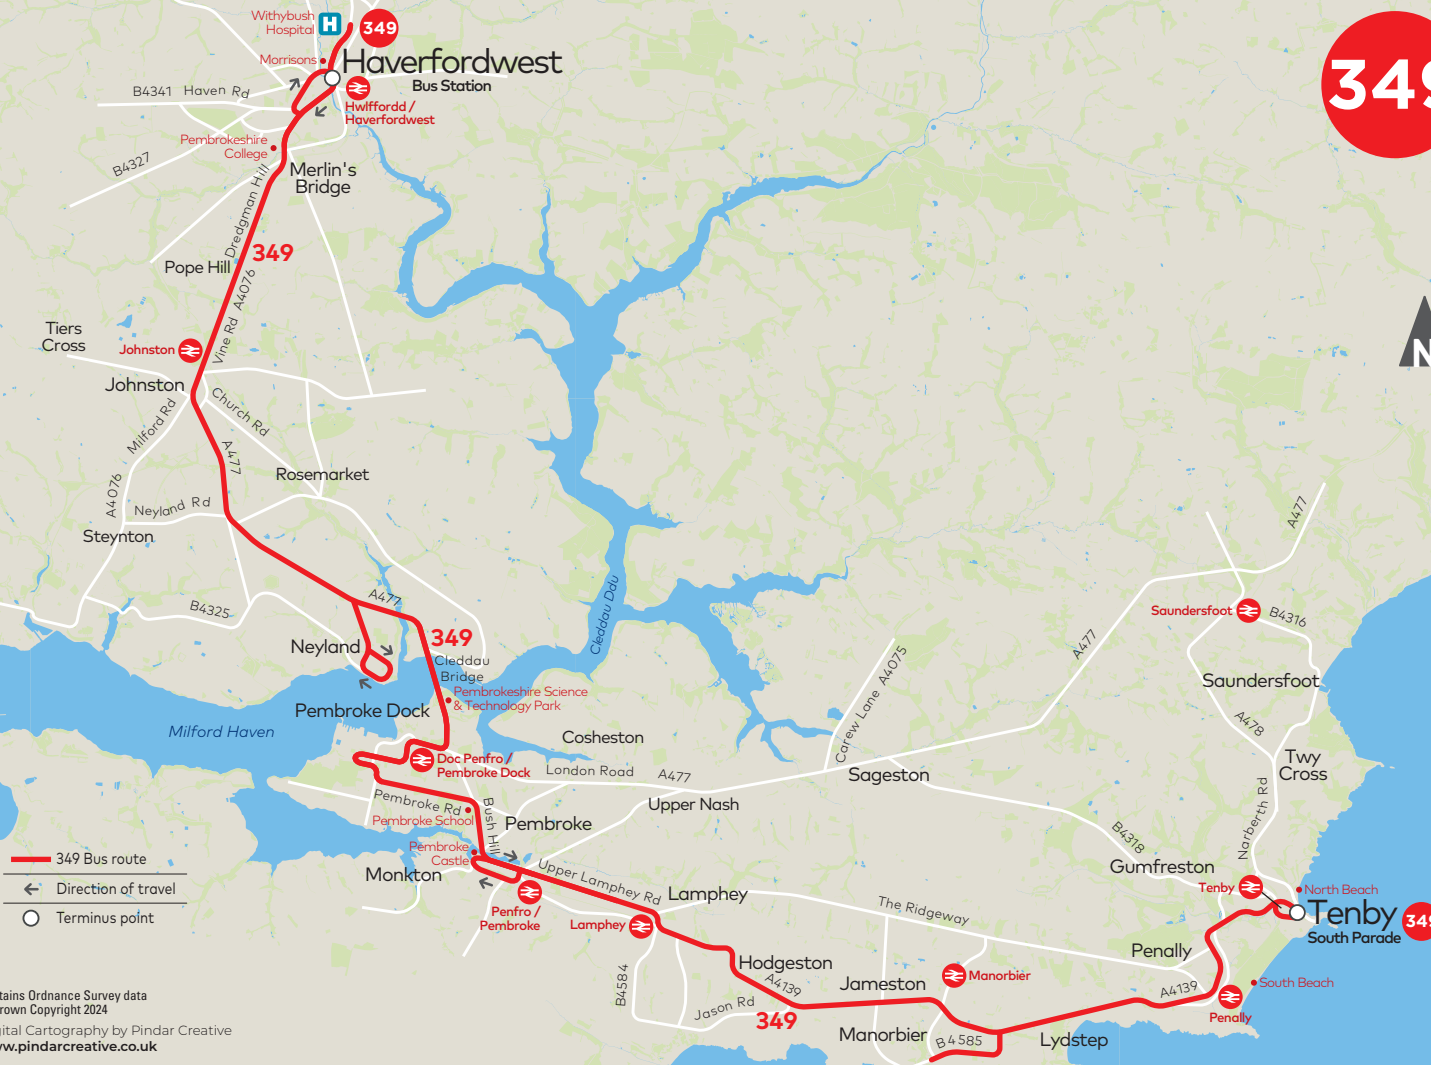 Withybush
Hospital
H
349
Morrisons
Haverfordwest
Bus Station
B4341 Haven Rd
Hwlffordd /
Haverfordwest
349
Pembrokeshire
College
B4327
Merlin's
Bridge
Dredgman Hill
349
Pope Hill
A4076
Vine Rd
Tiers
Cross
Johnston
N
Johnston
Milford Rd
Church Rd
A477
Rosemarket
A4076
Neyland Rd
Steynton
A477
B4325
A477
Cleddau Ddu
Saundersfoot
B4316
Neyland
349
Cleddau
Bridge
A477
Carew Lane A4075
Saundersfoot
Pembrokeshire Science
& Technology Park
Pembroke Dock
A478
Milford Haven
Cosheston
Doc Penfro /
Pembroke Dock
London Road A477
Sageston
Twy
Cross
Pembroke Rd
Bush Hill
Upper Nash
Narberth Rd
Pembroke School
Pembroke
B4318
Pembroke
Castle
349 Bus route
Monkton
Upper Lamphey Rd
Gumfreston
Direction of travel
Lamphey
Tenby
North Beach
Terminus point
Penfro /
Pembroke
Lamphey
The Ridgeway
Tenby
South Parade
349
Penally
Hodgeston
B4584
A4139
Jameston
Manorbier
A4139
South Beach
Jason Rd
349
Penally
Manorbier
B4585
Lydstep
tains Ordnance Survey data
rown Copyright 2024
gital Cartography by Pindar Creative
w.pindarcreative.co.uk